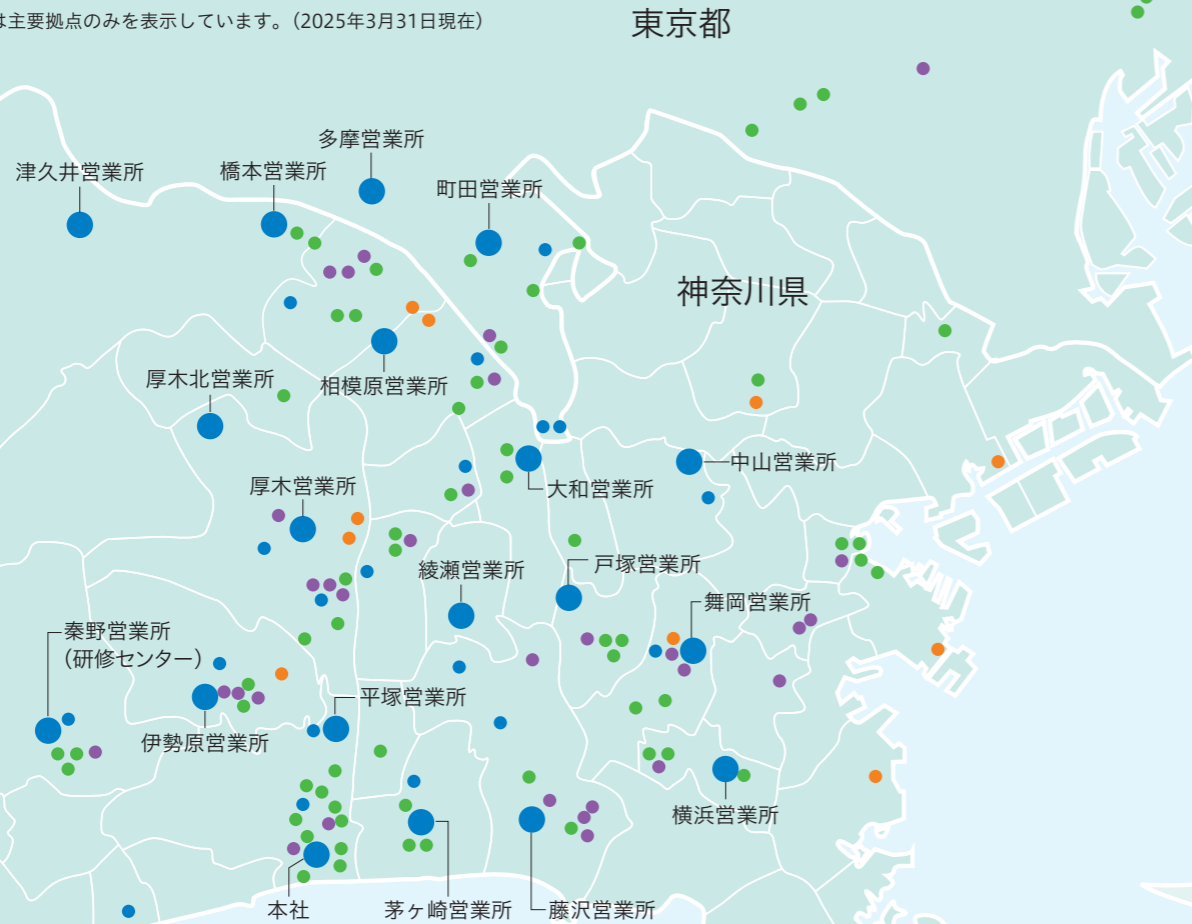 は主要拠点のみを表示しています。（2025年3月31日現在）
東京都
多摩営業所
津久井営業所
橋本営業所
町田営業所
神奈川県
厚木北営業所
相模原営業所
中山営業所
厚木営業所
大和営業所
綾瀬営業所
戸塚営業所
舞岡営業所
秦野営業所
（研修センター）
平塚営業所
伊勢原営業所
横浜営業所
本社
茅ヶ崎営業所
藤沢営業所